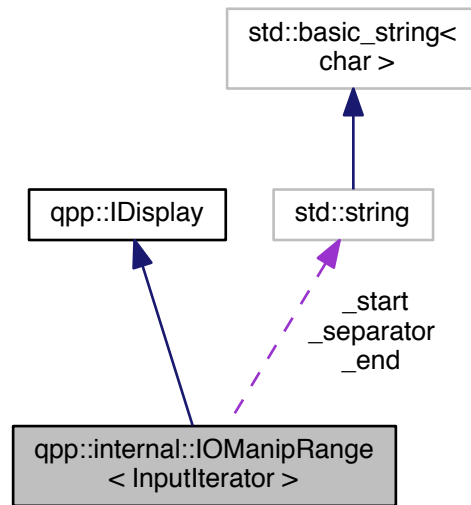 std::basic_string<
char >
qpp::IDisplay
std::string
_start
_separator
_end
qpp::internal::IOManipRange
< InputIterator >